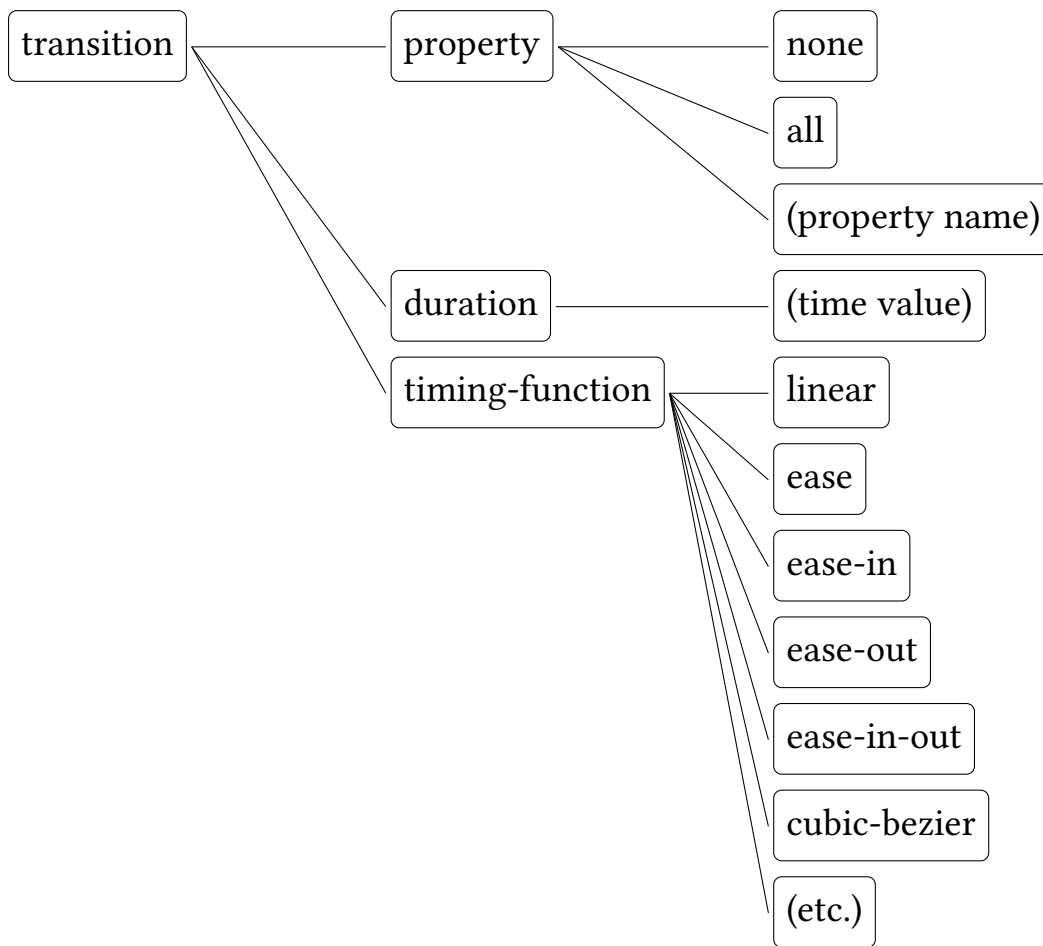 transition
property
none
all
(property name)
duration
(time value)
timing-function
linear
ease
ease-in
ease-out
ease-in-out
cubic-bezier
(etc.)